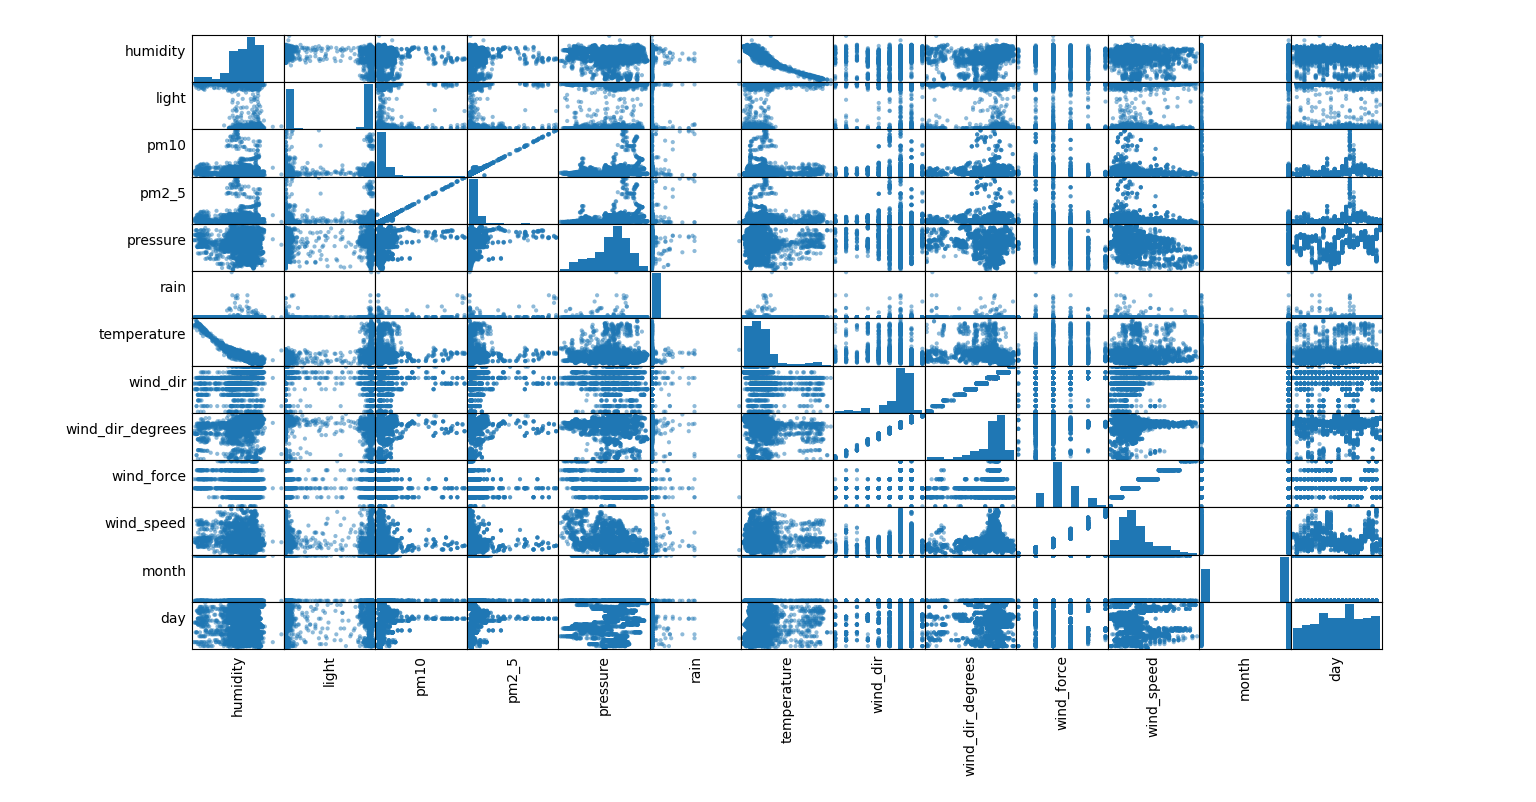 humidity
light
pm10
pm2_5
pressure
rain
temperature
wind_dir
wind_dir_degrees
wind_force
wind_speed
month
day
humidity
light
pm10
pm2_5
pressure
rain
temperature
wind_dir
wind_dir_degrees
wind_force
wind_speed
month
day